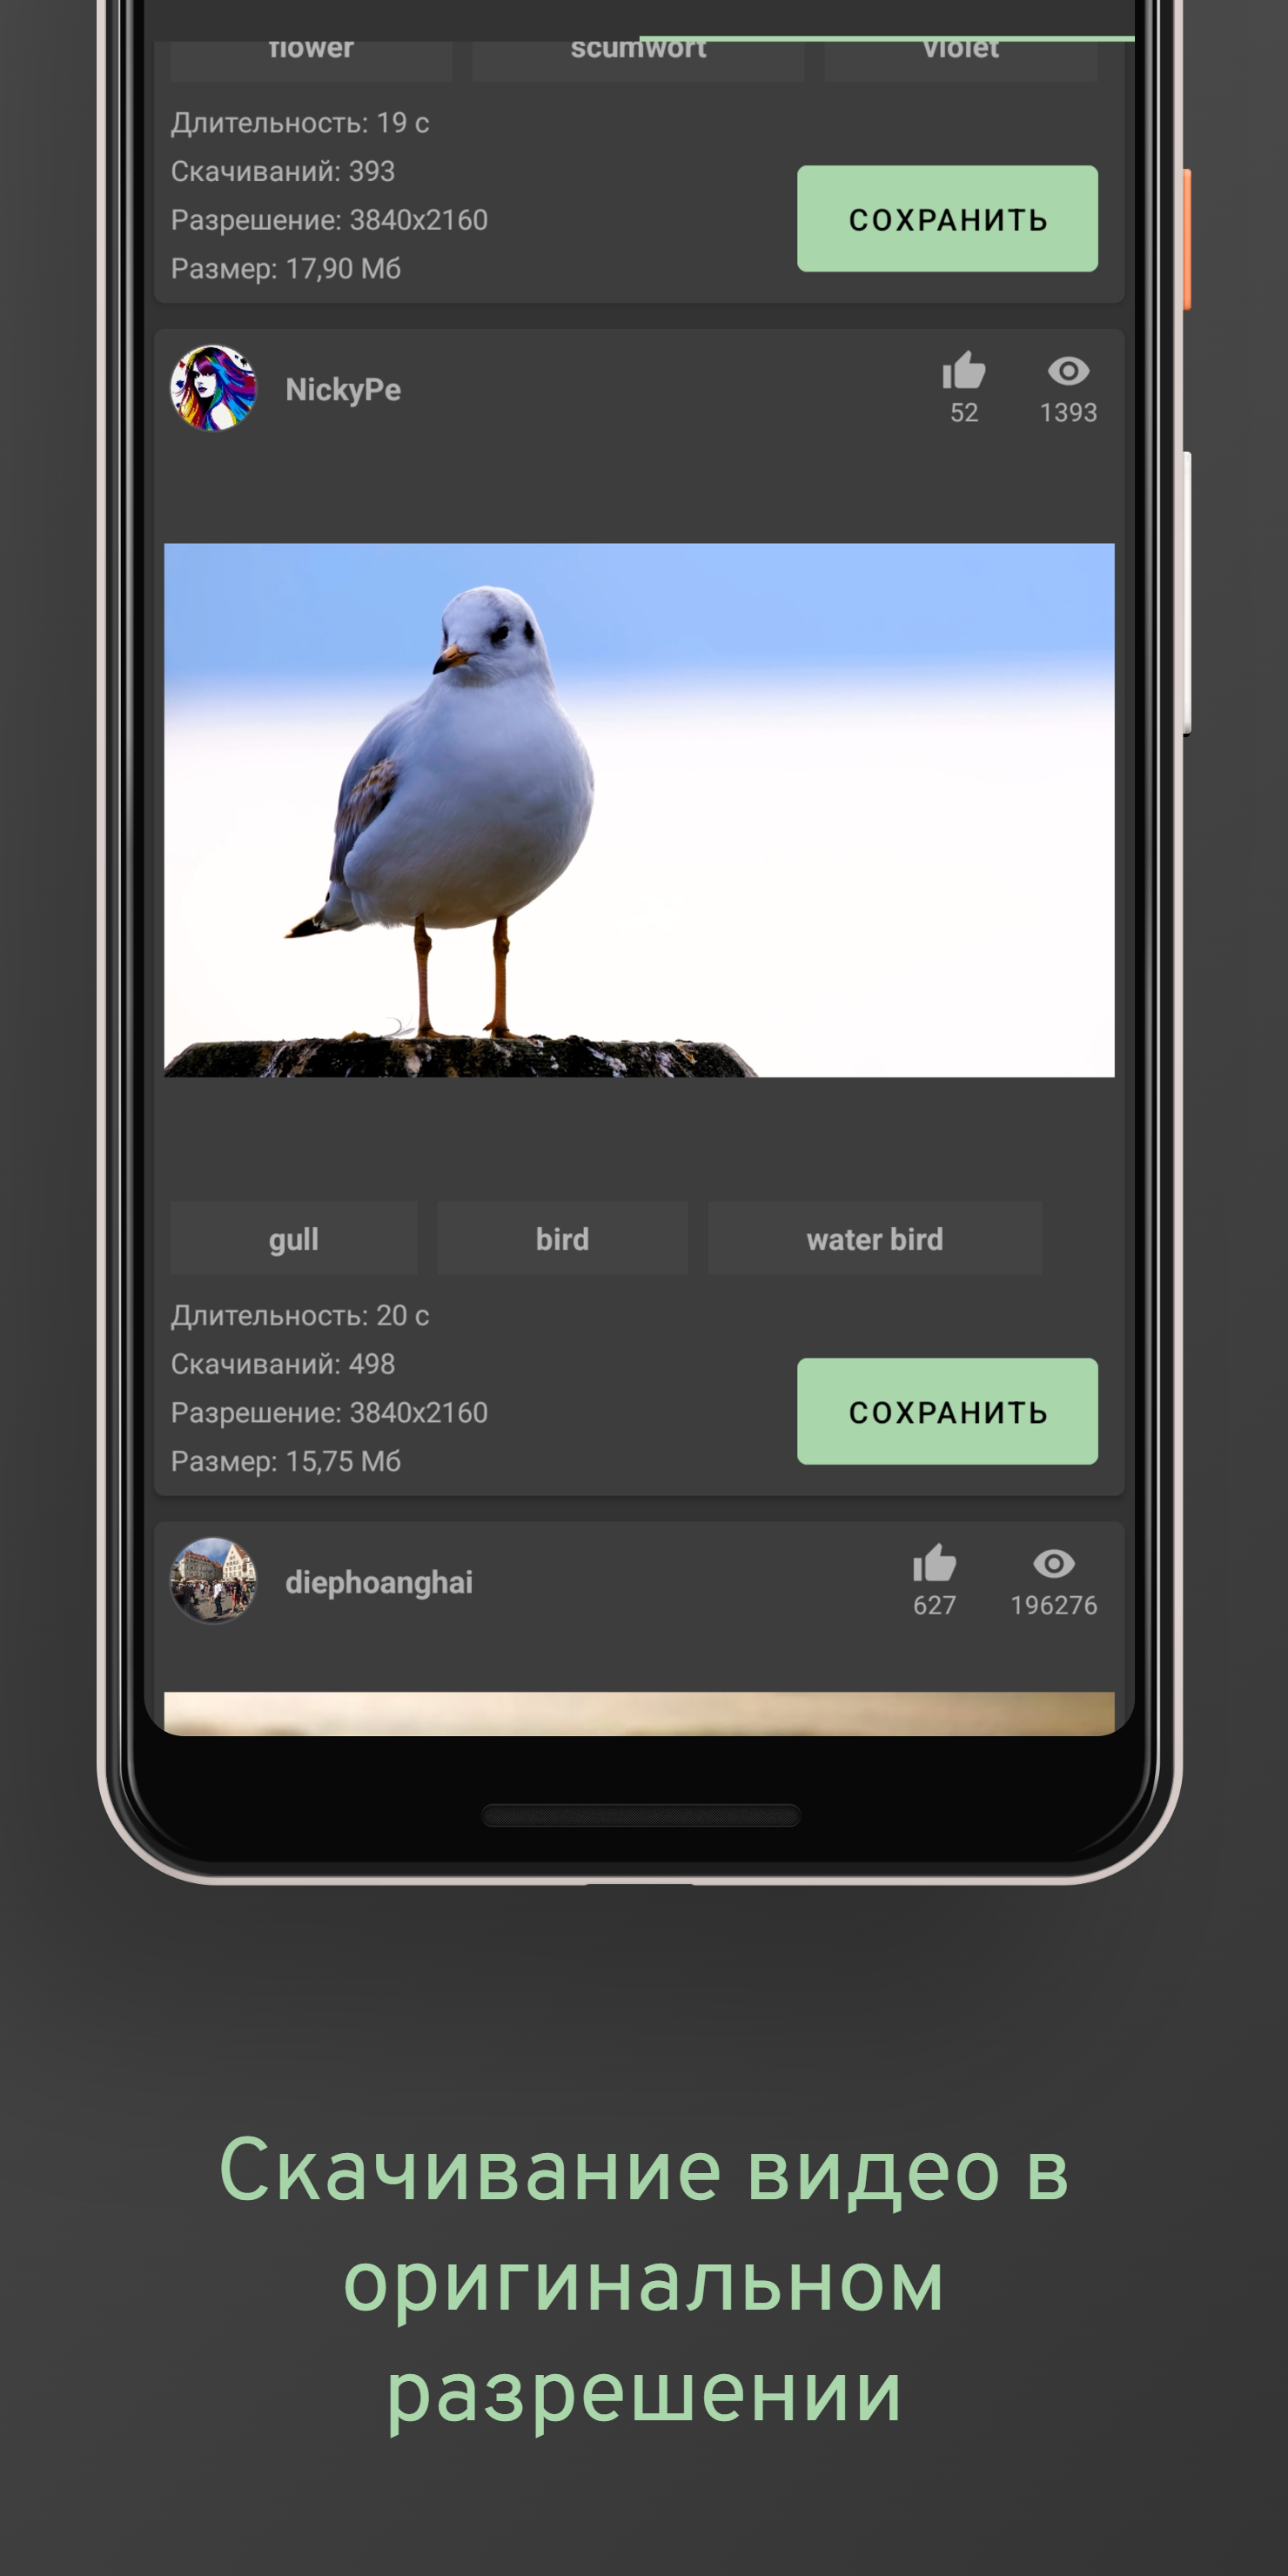 flower scumwort violet
Длительность: 19 с
Скачиваний: 393
Разрешение: 3840x2160
Размер: 17,90 Мб
СОХРАНИТЬ
NickyPe
52 1393
gull bird water bird
Длительность: 20 с
Скачиваний: 498
Разрешение: 3840x2160
Размер: 15,75 Мб
СОХРАНИТЬ
diephoanghai
627 196276
Скачивание видео в
оригинальном
разрешении